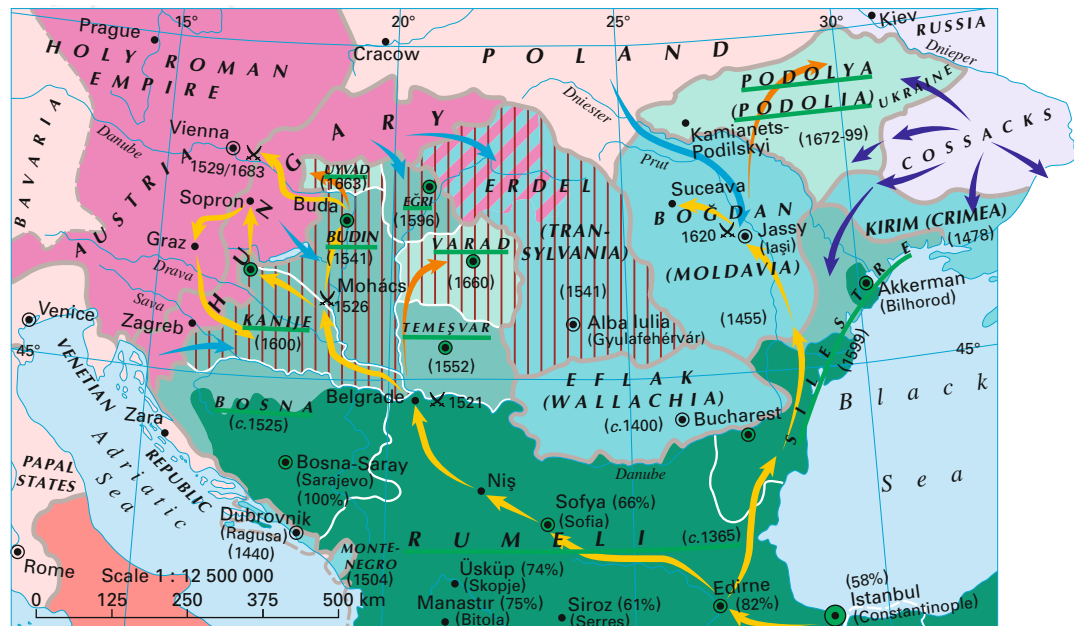 15°
20°
25°
30°
Prague
HOLY ROMAN
EMPIRE
Cracow
POLAND
Kiev
RUSSIA
Dnieper
UKRAINE
PODOLYA
(PODOLIA)
(1672-99)
COSSACKS
Dniester
Kamianets-
Podilskyi
BAVARIA
Danube
Vienna
1529/1683
AUSTRIA
HUNGARY
UYVAD
(1663)
Sopron
Buda
BUDIN
(1541)
EĞRI
(1596)
ERDEL
(TRAN-
SYLVANIA)
(1541)
Prut
Suceava
BOĞDAN
1620
Jassy
(Iaşi)
(MOLDAVIA)
(1455)
KIRIM (CRIMEA)
(1478)
Graz
Drava
VARAD
(1660)
Mohács
1526
Akkerman
(Bilhorod)
Sava
Zagreb
KANIJE
(1600)
TEMEŞVAR
(1552)
Alba Iulia
(Gyulafehérvár)
Venice
45°
45°
VENETIAN
REPUBLIC
SILESTRE
(1599)
EFLAK
(WALLACHIA)
(c.1400)
Bucharest
Black
Sea
BOSNA
(c.1525)
Belgrade
1521
Zara
Adriatic
Sea
PAPAL
STATES
Bosna-Saray
(Sarajevo)
(100%)
Niş
Danube
Sofya (66%)
(Sofia)
Dubrovnik
(Ragusa)
(1440)
RUMELI
(c.1365)
MONTE-
NEGRO
(1504)
Rome
Üsküp (74%)
(Skopje)
Edirne
(82%)
(58%)
Istanbul
(Constantinople)
Manastır (75%)
(Bitola)
Siroz (61%)
(Serres)
Scale 1 : 12 500 000
0 125 250 375 500 km